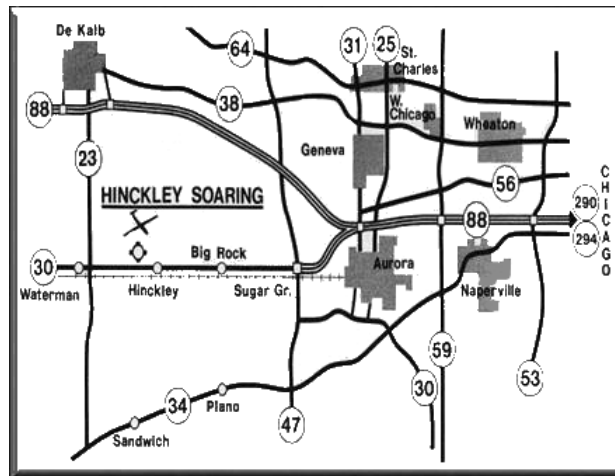 De Kalb
64
31
25
St.
Charles
88
38
W.
Chicago
Wheaton
23
Geneva
56
HINCKLEY SOARING
290
88
294
CHICAGO
30
Big Rock
Aurora
Waterman
Hinckley
Sugar Gr.
Naperville
59
53
34
Plano
30
47
Sandwich